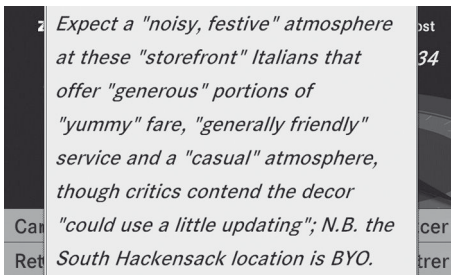 Expect a "noisy, festive" atmosphere
at these "storefront" Italians that
offer "generous" portions of
"yummy" fare, "generally friendly"
service and a "casual" atmosphere,
though critics contend the decor
"could use a little updating"; N.B. the
South Hackensack location is BYO.
34